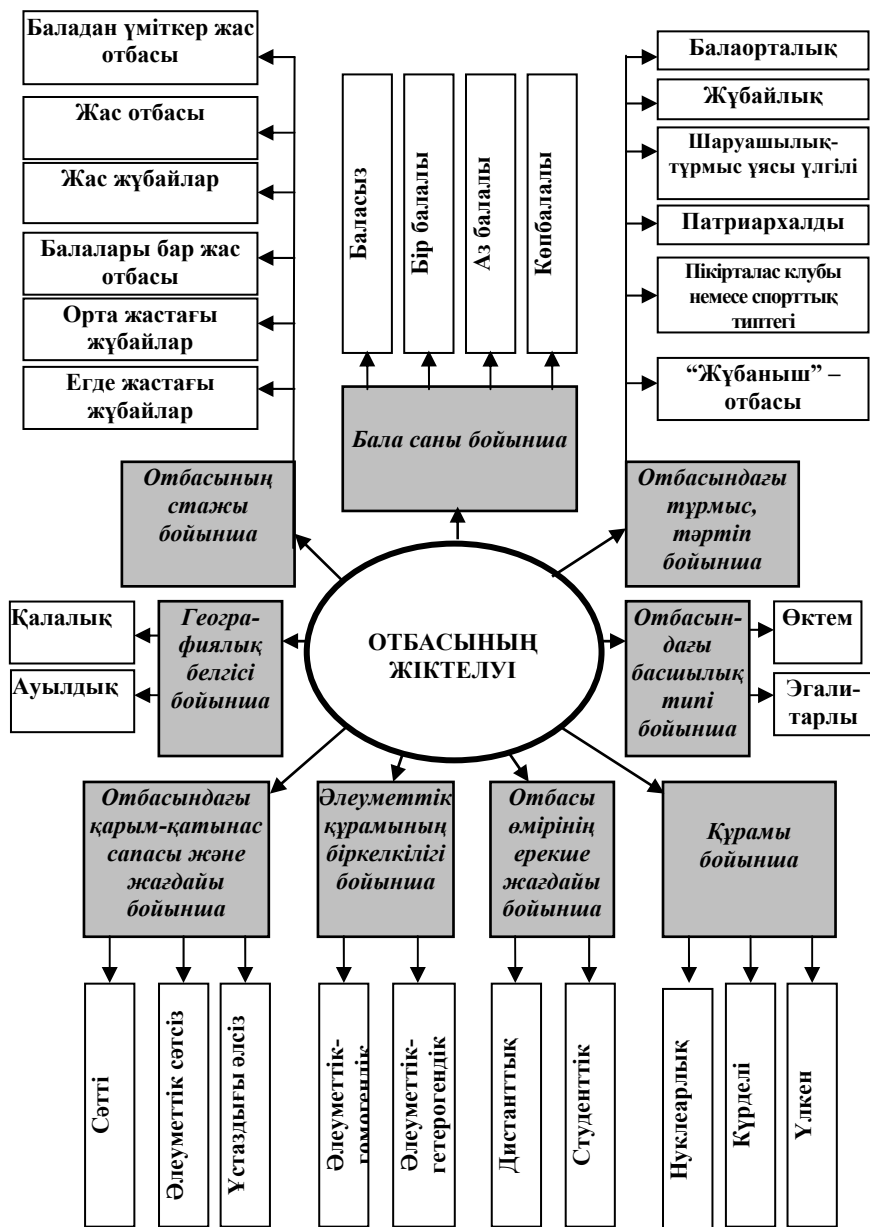 Баладан үміткер жас
отбасы
Жас отбасы
Жас жұбайлар
Балалары бар жас
отбасы
Орта жастағы
жұбайлар
Егде жастағы
жұбайлар
Баласыз
Бір балалы
Аз балалы
Көпбалалы
Балаорталық
Жұбайлық
Шаруашылық-
тұрмыс ұясы үлгілі
Патриархалды
Пікірталас клубы
немесе спорттық
типтегі
“Жұбаныш” –
отбасы
Бала саны бойынша
Отбасының
стажы
бойынша
Отбасындағы
тұрмыс,
тәртіп
бойынша
Қалалық
Ауылдық
Геогра-
фиялық
белгісі
бойынша
ОТБАСЫНЫҢ
ЖІКТЕЛУІ
Отбасын-
дағы
басшылық
типі
бойынша
Өктем
Эгали-
тарлы
Отбасындағы
қарым-қатынас
сапасы және
жағдайы
бойынша
Әлеуметтік
құрамының
біркелкілігі
бойынша
Отбасы
өмірінің
ерекше
жағдайы
бойынша
Құрамы
бойынша
Сәтті
Әлеуметтік сәтсіз
Ұстаздығы әлсіз
Әлеуметтік-
гомогендік
Әлеуметтік-
гетерогендік
Дистанттық
Студенттік
Нуклеарлық
Күрделі
Үлкен